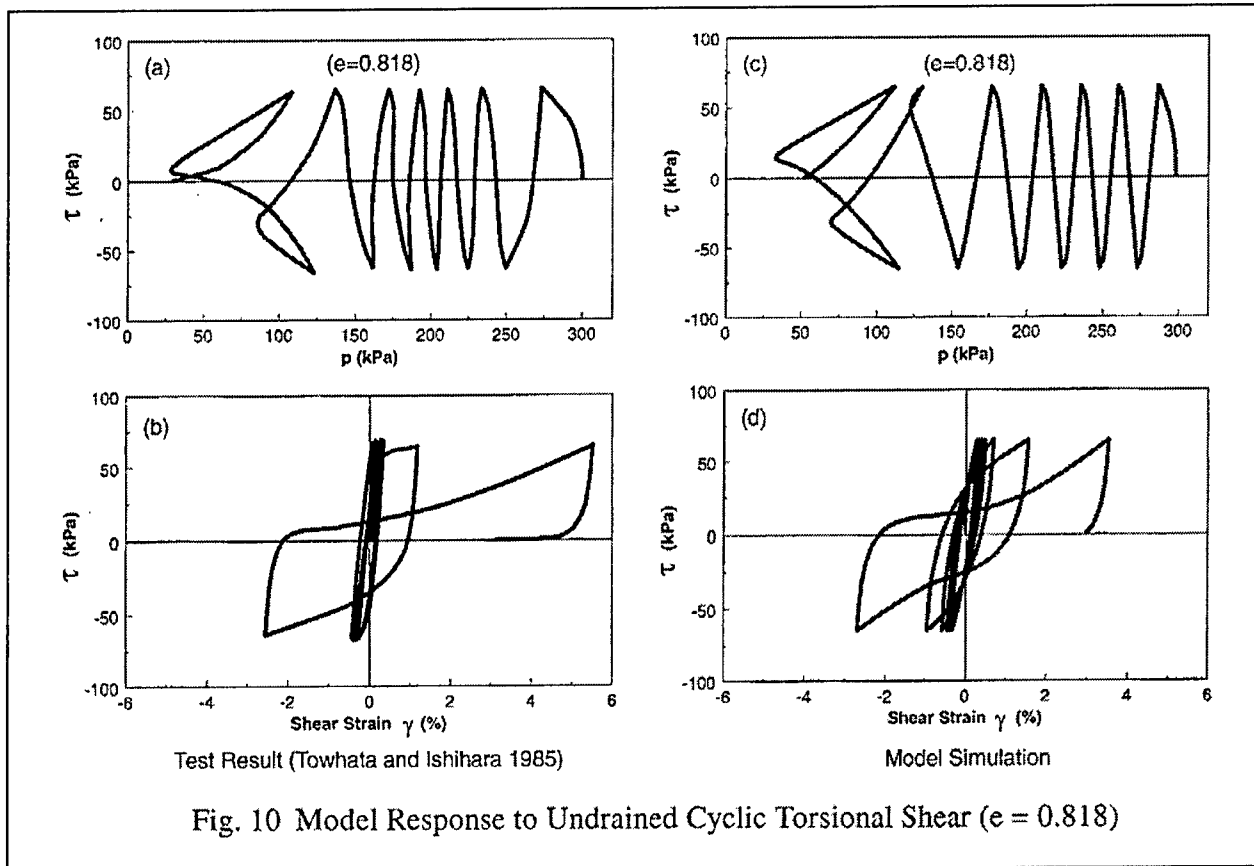 (a)
(e=0.818)
100
50
0
-50
-100
τ (kPa)
0 50 100 150 200 250 300
p (kPa)
(c)
(e=0.818)
100
50
0
-50
-100
τ (kPa)
0 50 100 150 200 250 300
p (kPa)
(b)
100
50
0
-50
-100
τ (kPa)
-6 -4 -2 0 2 4 6
Shear Strain γ (%)
Test Result (Towhata and Ishihara 1985)
(d)
100
50
0
-50
-100
τ (kPa)
-6 -4 -2 0 2 4 6
Shear Strain γ (%)
Model Simulation
Fig. 10 Model Response to Undrained Cyclic Torsional Shear (e = 0.818)